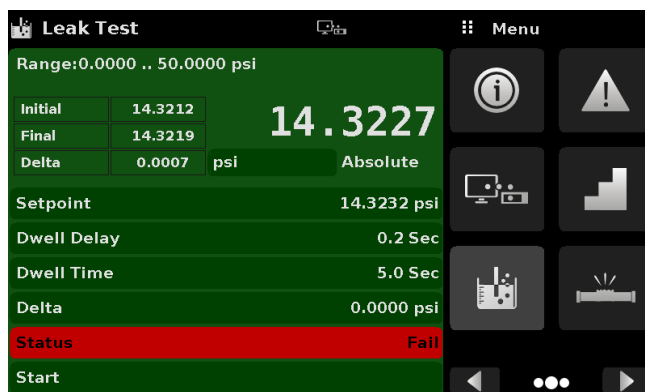 Leak Test
Menu
Range:0.0000 .. 50.0000 psi
Initial 14.3212
Final 14.3219
Delta 0.0007
14.3227
psi Absolute
Setpoint 14.3232 psi
Dwell Delay 0.2 Sec
Dwell Time 5.0 Sec
Delta 0.0000 psi
Status Fail
Start